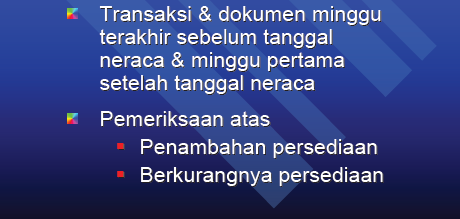 Transaksi & dokumen minggu
terakhir sebelum tanggal
neraca & minggu pertama
setelah tanggal neraca
Pemeriksaan atas
Penambahan persediaan
Berkurangnya persediaan